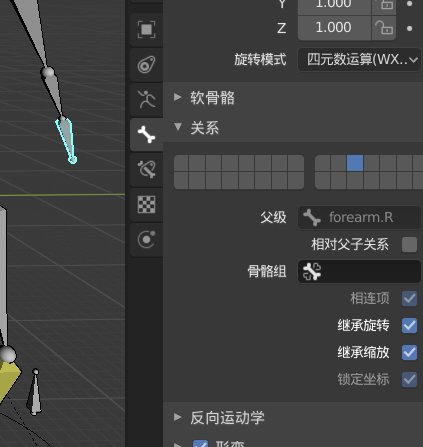 Y 1.000
Z 1.000
旋转模式 四元数运算(WX..
软骨骼
关系
父级 forearm.R
相对父子关系
骨骼组
相连项
继承旋转
继承缩放
锁定坐标
反向运动学
形变